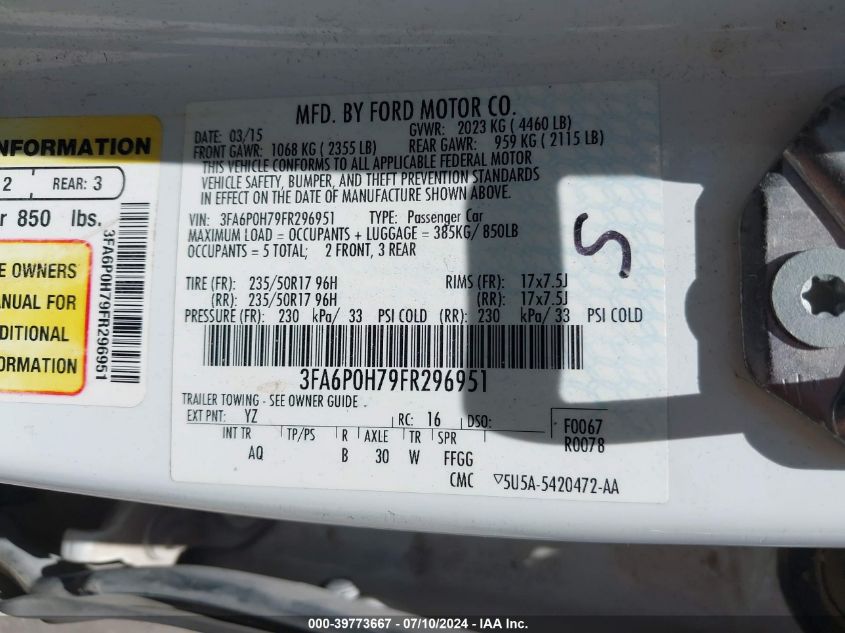 NFORMATION
2 REAR: 3
r 850 lbs.
E OWNERS
ANUAL FOR
DITIONAL
ORMATION
3FA6P0H79FR296951
MFD. BY FORD MOTOR CO.
DATE: 03/15 GVWR: 2023 KG ( 4460 LB)
FRONT GAWR: 1068 KG ( 2355 LB) REAR GAWR: 959 KG ( 2115 LB)
THIS VEHICLE CONFORMS TO ALL APPLICABLE FEDERAL MOTOR
VEHICLE SAFETY, BUMPER, AND THEFT PREVENTION STANDARDS
IN EFFECT ON THE DATE OF MANUFACTURE SHOWN ABOVE.
VIN: 3FA6P0H79FR296951 TYPE: Passenger Car
MAXIMUM LOAD = OCCUPANTS + LUGGAGE = 385KG/ 850LB
OCCUPANTS = 5 TOTAL; 2 FRONT, 3 REAR
5
TIRE (FR): 235/50R17 96H RIMS (FR): 17x7.5J
(RR): 235/50R17 96H (RR): 17x7.5J
PRESSURE (FR): 230 kPa/ 33 PSI COLD (RR): 230 kPa/ 33 PSI COLD
3FA6P0H79FR296951
TRAILER TOWING - SEE OWNER GUIDE
EXT PNT: YZ RC: 16 DSO: F0067
INT TR TP/PS R AXLE TR SPR R0078
AQ B 30 W FFGG
CMC ▽5U5A-5420472-AA
000-39773667 - 07/10/2024 - IAA Inc.